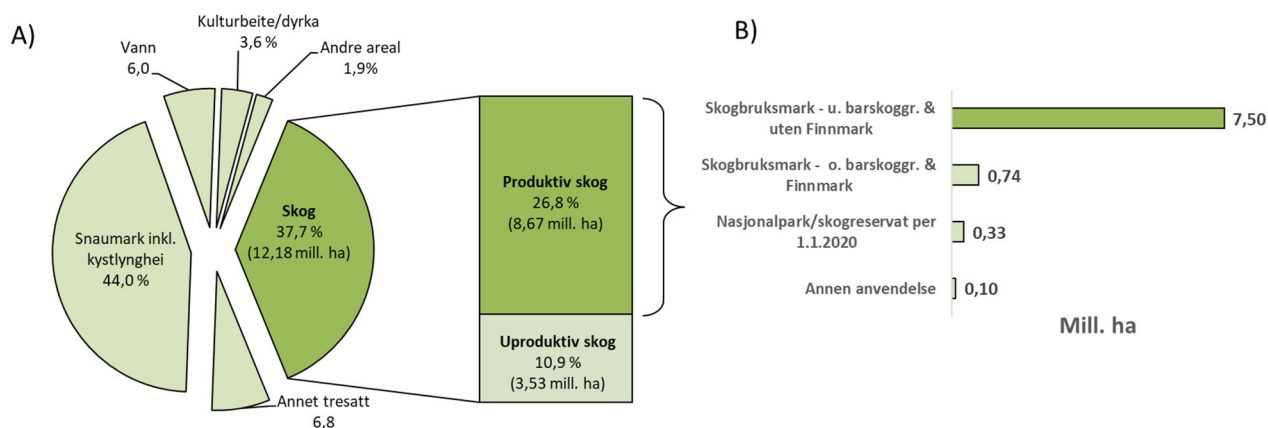 A)
Vann
6,0
Kulturbeite/dyrka
3,6 %
Andre areal
1,9%
Skog
37,7 %
(12,18 mill. ha)
Snaumark inkl.
kystlynghei
44,0 %
Annet tresatt
6,8
Produktiv skog
26,8 %
(8,67 mill. ha)
Uproduktiv skog
10,9 %
(3,53 mill. ha)
B)
Skogbruksmark - u. barskoggr. &
uten Finnmark
7,50
Skogbruksmark - o. barskoggr. &
Finnmark
0,74
Nasjonalpark/skogreservat per
1.1.2020
0,33
Annen anvendelse
0,10
Mill. ha